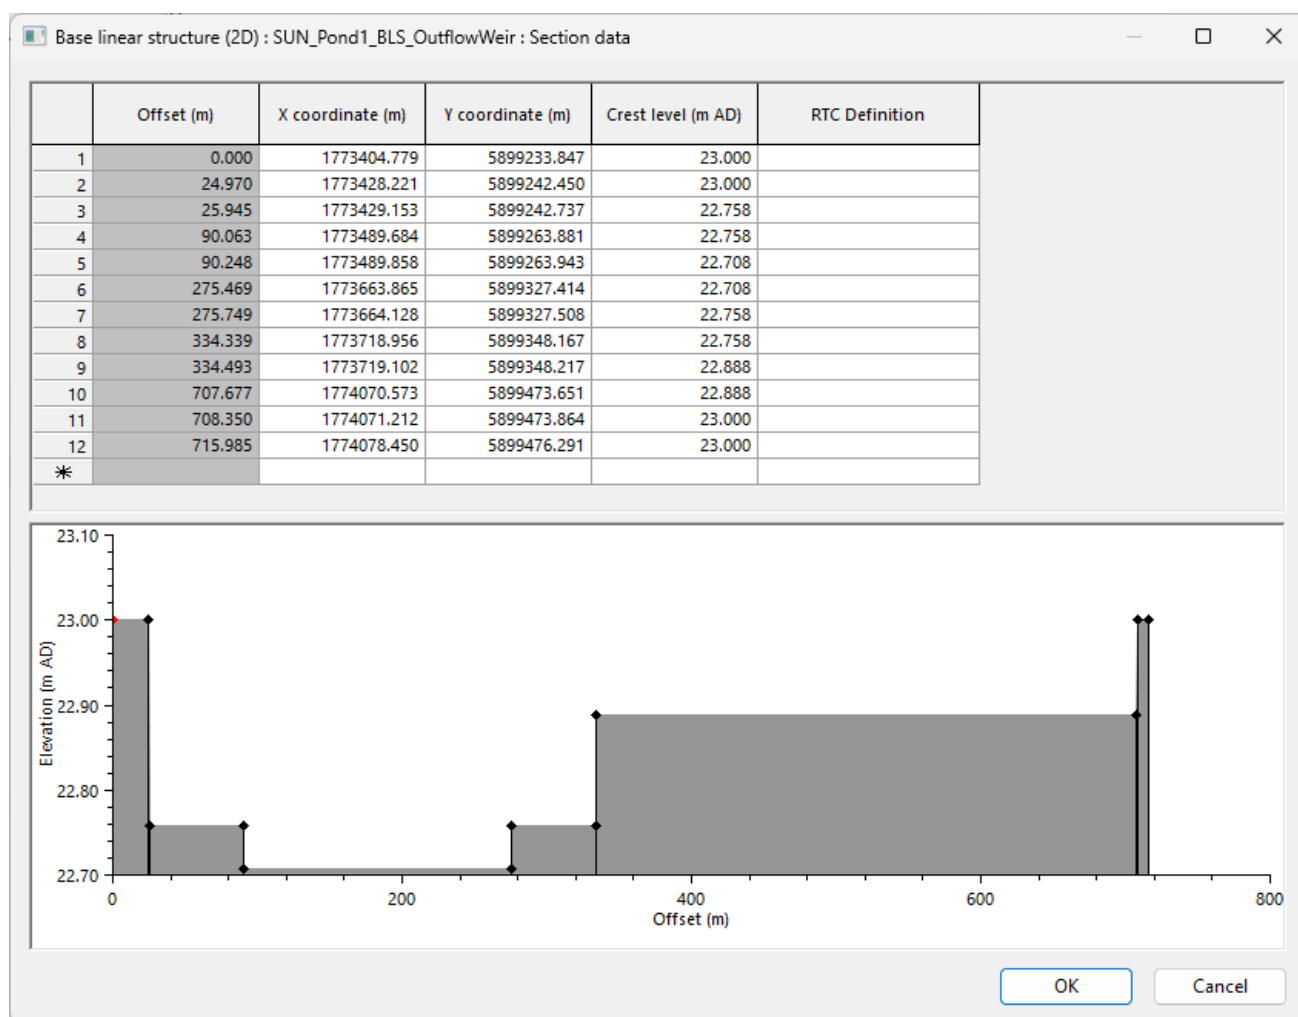 Base linear structure (2D) : SUN_Pond1_BLS_OutflowWeir : Section data
Offset (m) X coordinate (m) Y coordinate (m) Crest level (m AD) RTC Definition
1 0.000 1773404.779 5899233.847 23.000
2 24.970 1773428.221 5899242.450 23.000
3 25.945 1773429.153 5899242.737 22.758
4 90.063 1773489.684 5899263.881 22.758
5 90.248 1773489.858 5899263.943 22.708
6 275.469 1773663.865 5899327.414 22.708
7 275.749 1773664.128 5899327.508 22.758
8 334.339 1773718.956 5899348.167 22.758
9 334.493 1773719.102 5899348.217 22.888
10 707.677 1774070.573 5899473.651 22.888
11 708.350 1774071.212 5899473.864 23.000
12 715.985 1774078.450 5899476.291 23.000
23.10
23.00
22.90
22.80
22.70
Elevation (m AD)
0 200 400 600 800
Offset (m)
OK Cancel